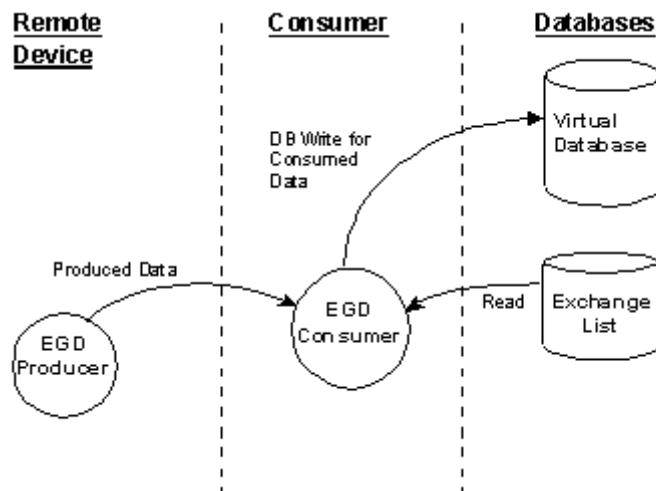 Remote
Device
Consumer
Databases
DB Write for
Consumed
Data
Virtual
Database
Produced Data
EGD
Producer
EGD
Consumer
Read
Exchange
List